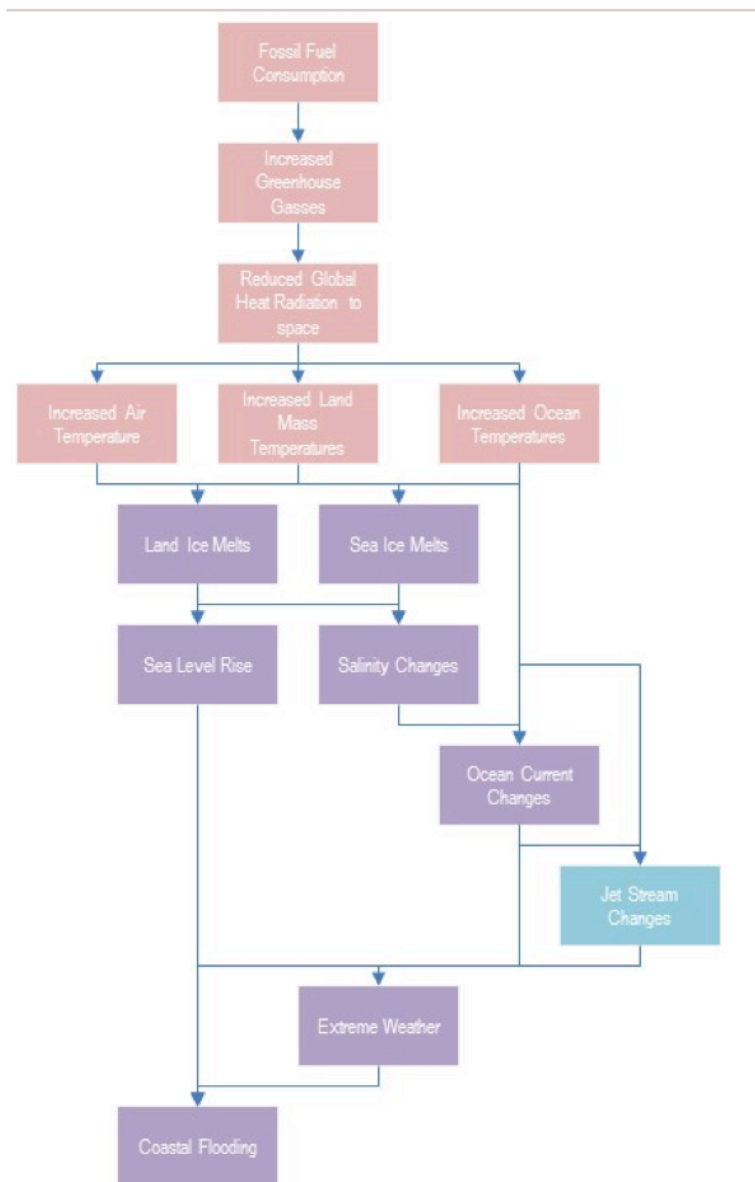 Fossil Fuel
Consumption
Increased
Greenhouse
Gasses
Reduced Global
Heat Radiation to
space
Increased Air
Temperature
Increased Land
Mass
Temperatures
Increased Ocean
Temperatures
Land Ice Melts
Sea Ice Melts
Sea Level Rise
Salinity Changes
Ocean Current
Changes
Jet Stream
Changes
Extreme Weather
Coastal Flooding